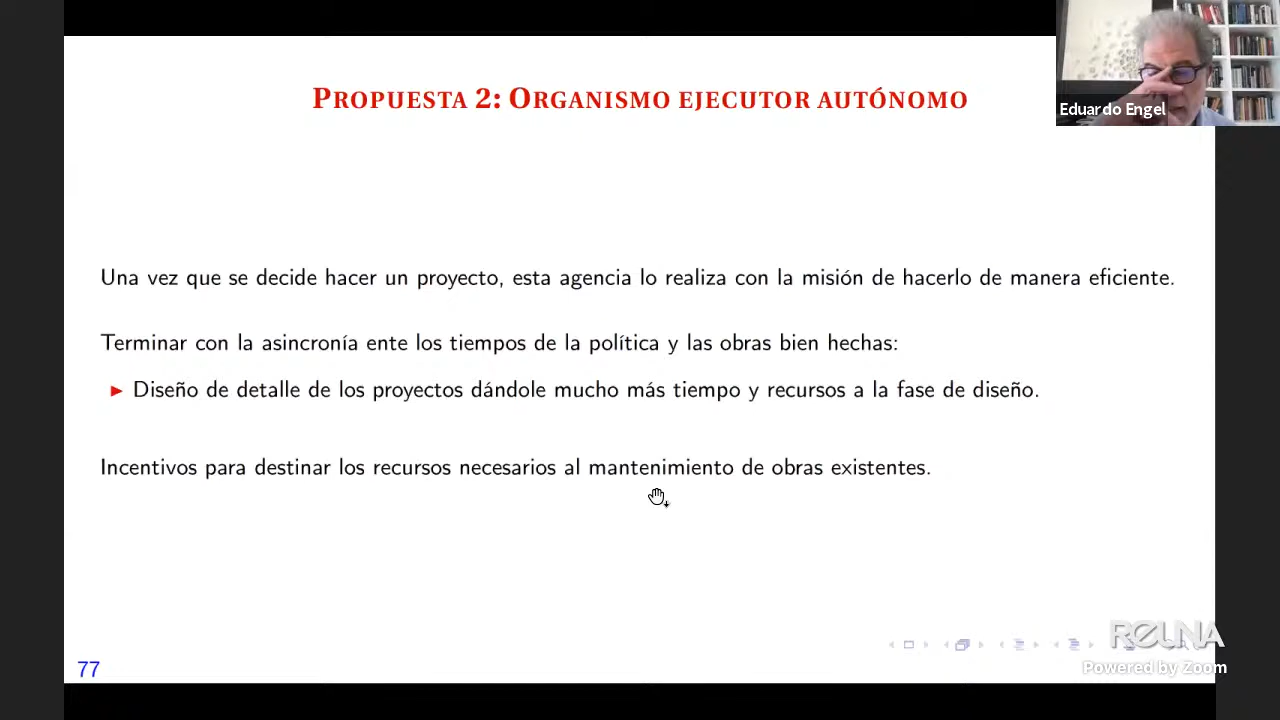 PROPUESTA 2: ORGANISMO EJECUTOR AUTÓNOMO
Eduardo Engel
Una vez que se decide hacer un proyecto, esta agencia lo realiza con la misión de hacerlo de manera eficiente.
Terminar con la asincronía ente los tiempos de la política y las obras bien hechas:
Diseño de detalle de los proyectos dándole mucho más tiempo y recursos a la fase de diseño.
Incentivos para destinar los recursos necesarios al mantenimiento de obras existentes.
REUNA
Powered by Zoom
77